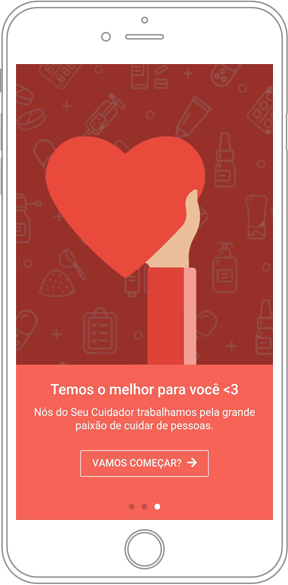 Temos o melhor para você <3
Nós do Seu Cuidador trabalhamos pela grande
paixão de cuidar de pessoas.
VAMOS COMEÇAR? →